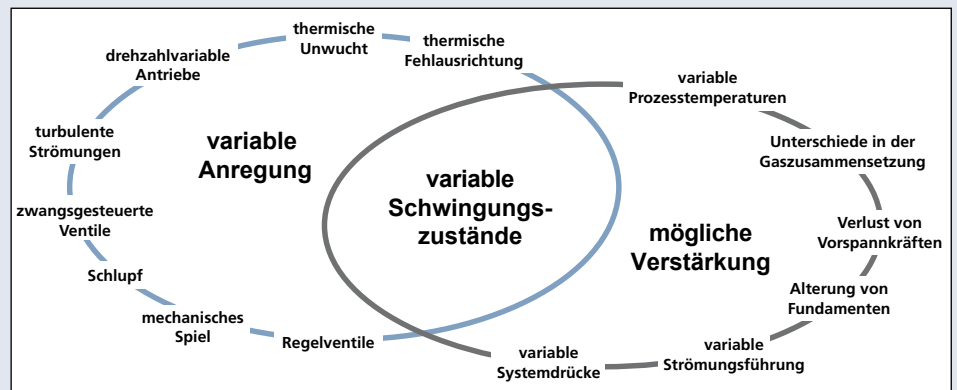 thermische
Unwucht
thermische
Fehlausrichtung
drehzahlvariable
Antriebe
turbulente
Strömungen
zwangsgesteuerte
Ventile
Schlupf
mechanisches
Spiel
Regelventile
variable
Anregung
variable
Schwingungs-
zustände
mögliche
Verstärkung
variable
Prozesstemperaturen
Unterschiede in der
Gaszusammensetzung
Verlust von
Vorspannkräften
Alterung von
Fundamenten
variable
Strömungsführung
variable
Systemdrücke